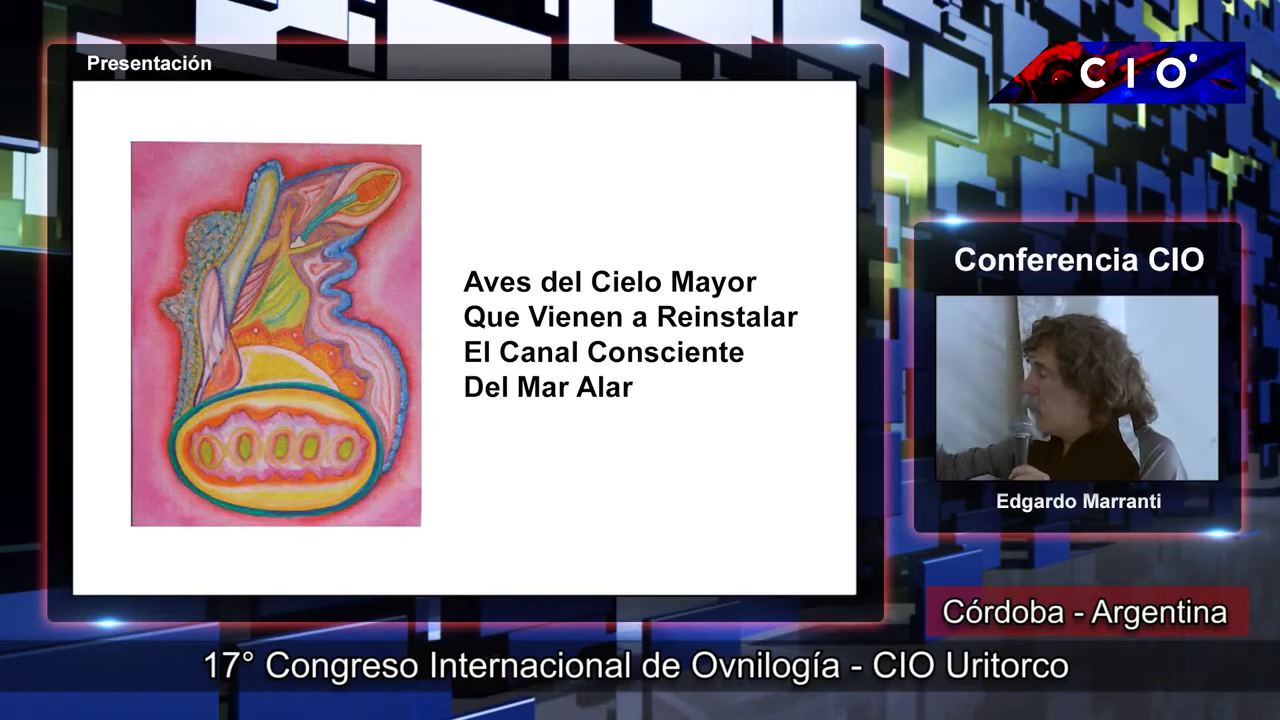 Presentación
CIO
Aves del Cielo Mayor
Que Vienen a Reinstalar
El Canal Consciente
Del Mar Alar
Conferencia CIO
Edgardo Marranti
Córdoba - Argentina
17° Congreso Internacional de Ovnilogía - CIO Uritorco